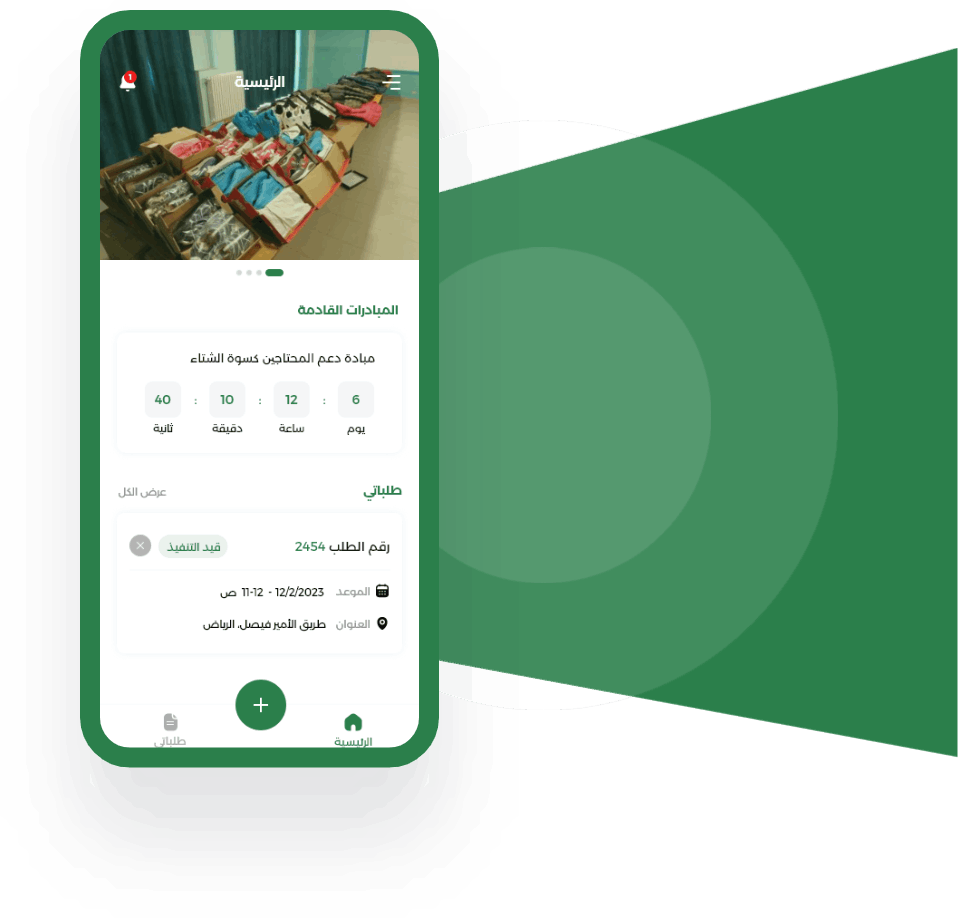 الرئيسية 1
المبادرات القادمة
مبادة دعم المحتاجين كسوة الشتاء
6 : 12 : 10 : 40
يوم ساعة دقيقة ثانية
طلباتي عرض الكل
رقم الطلب 2454 قيد التنفيذ
الموعد 12/2/2023 - 11-12 ص
العنوان طريق الأمير فيصل، الرياض
الرئيسية + طلباتي